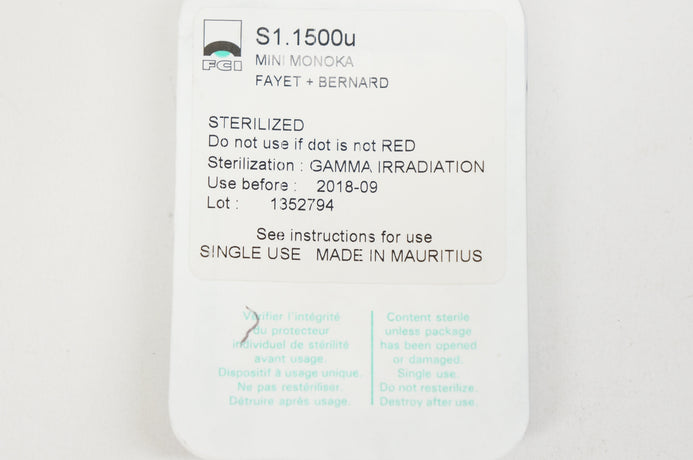 S1.1500u
MINI MONOKA
FCI
FAYET + BERNARD
STERILIZED
Do not use if dot is not RED
Sterilization : GAMMA IRRADIATION
Use before : 2018-09
Lot : 1352794
See instructions for use
SINGLE USE MADE IN MAURITIUS
Vérifier l'intégrité
du protecteur
individuel de stérilité
avant usage.
Dispositif à usage unique.
Ne pas restériliser.
Détruire après usage.
Content sterile
unless package
has been opened
or damaged.
Single use.
Do not resterilize.
Destroy after use.